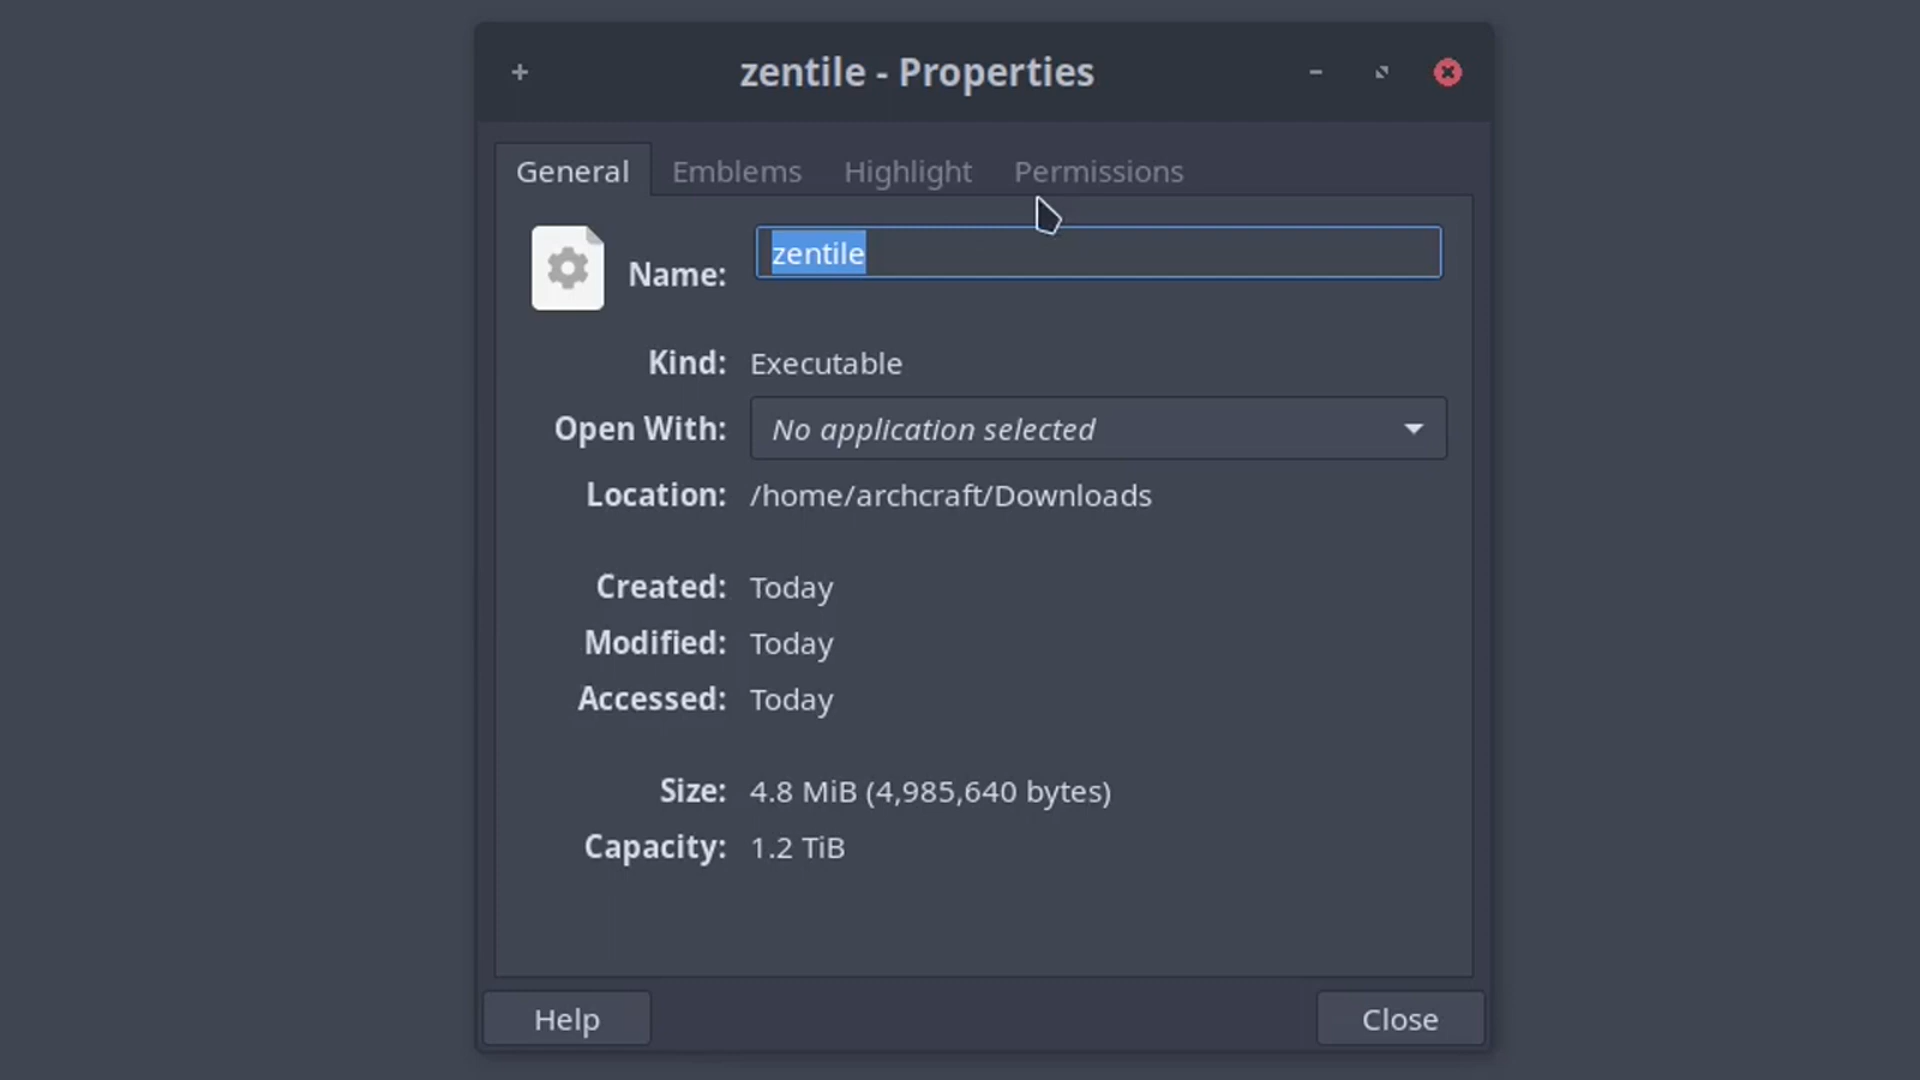 zentile - Properties
General Emblems Highlight Permissions
Name: zentile
Kind: Executable
Open With: No application selected
Location: /home/archcraft/Downloads
Created: Today
Modified: Today
Accessed: Today
Size: 4.8 MiB (4,985,640 bytes)
Capacity: 1.2 TiB
Help Close